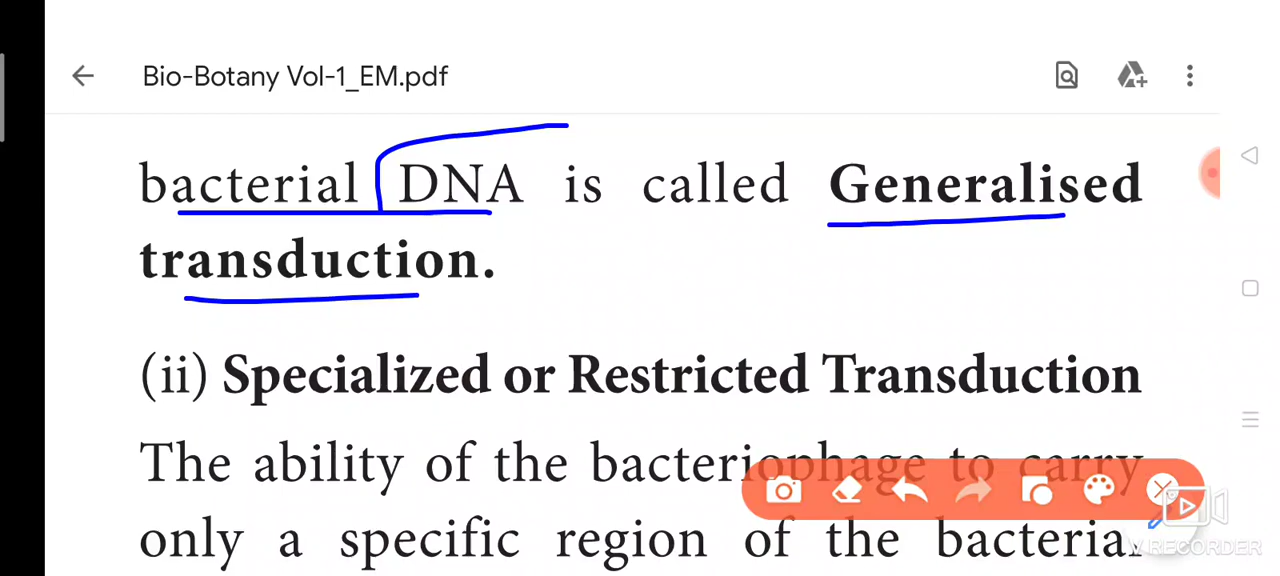 Bio-Botany Vol-1_EM.pdf
bacterial DNA is called Generalised
transduction.
(ii) Specialized or Restricted Transduction
The ability of the bacteriophage to carry
only a specific region of the bacterial
V RECORDER